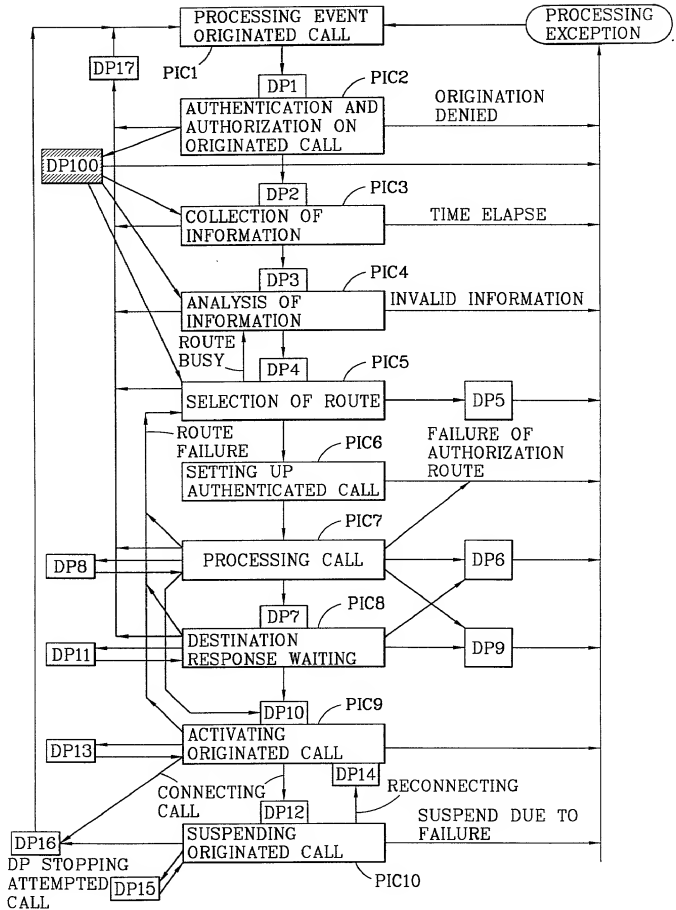 PROCESSING EVENT
ORIGINATED CALL
PROCESSING
EXCEPTION
PIC1
DP17
DP1
PIC2
AUTHENTICATION AND
AUTHORIZATION ON
ORIGINATED CALL
ORIGINATION
DENIED
DP100
DP2
PIC3
COLLECTION OF
INFORMATION
TIME ELAPSE
DP3
PIC4
ANALYSIS OF
INFORMATION
INVALID INFORMATION
ROUTE
BUSY
DP4
PIC5
SELECTION OF ROUTE
DP5
ROUTE
FAILURE
PIC6
FAILURE OF
AUTHORIZATION
ROUTE
SETTING UP
AUTHENTICATED CALL
PIC7
PROCESSING CALL
DP8
DP6
DP7
PIC8
DESTINATION
RESPONSE WAITING
DP11
DP9
DP10
PIC9
ACTIVATING
ORIGINATED CALL
DP13
DP14
CONNECTING
CALL
RECONNECTING
DP12
SUSPEND DUE TO
FAILURE
DP16
SUSPENDING
ORIGINATED CALL
DP STOPPING
ATTEMPTED
CALL
DP15
PIC10